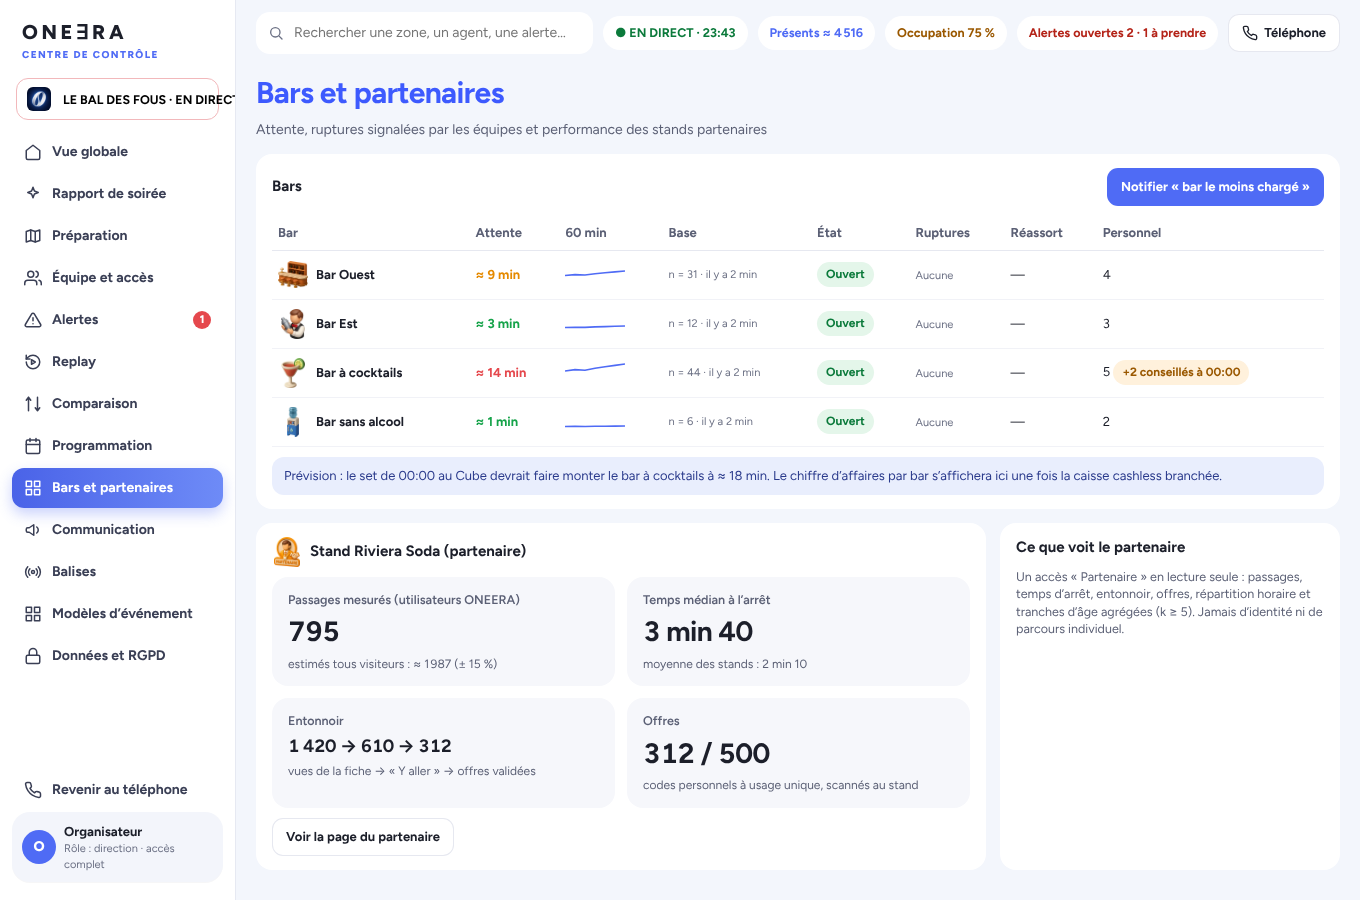 ONEƎRA
CENTRE DE CONTRÔLE
LE BAL DES FOUS · EN DIRECT
Vue globale
Rapport de soirée
Préparation
Équipe et accès
Alertes 1
Replay
Comparaison
Programmation
Bars et partenaires
Communication
Balises
Modèles d’événement
Données et RGPD
Revenir au téléphone
O
Organisateur
Rôle : direction · accès
complet
Rechercher une zone, un agent, une alerte…
EN DIRECT · 23:43
Présents ≈ 4 516
Occupation 75 %
Alertes ouvertes 2 · 1 à prendre
Téléphone
Bars et partenaires
Attente, ruptures signalées par les équipes et performance des stands partenaires
Bars
Notifier « bar le moins chargé »
Bar Attente 60 min Base État Ruptures Réassort Personnel
Bar Ouest ≈ 9 min n = 31 · il y a 2 min Ouvert Aucune — 4
Bar Est ≈ 3 min n = 12 · il y a 2 min Ouvert Aucune — 3
Bar à cocktails ≈ 14 min n = 44 · il y a 2 min Ouvert Aucune — 5 +2 conseillés à 00:00
Bar sans alcool ≈ 1 min n = 6 · il y a 2 min Ouvert Aucune — 2
Prévision : le set de 00:00 au Cube devrait faire monter le bar à cocktails à ≈ 18 min. Le chiffre d’affaires par bar s’affichera ici une fois la caisse cashless branchée.
Stand Riviera Soda (partenaire)
Passages mesurés (utilisateurs ONEERA)
795
estimés tous visiteurs : ≈ 1 987 (± 15 %)
Temps médian à l’arrêt
3 min 40
moyenne des stands : 2 min 10
Entonnoir
1 420 → 610 → 312
vues de la fiche → « Y aller » → offres validées
Offres
312 / 500
codes personnels à usage unique, scannés au stand
Voir la page du partenaire
Ce que voit le partenaire
Un accès « Partenaire » en lecture seule : passages,
temps d’arrêt, entonnoir, offres, répartition horaire et
tranches d’âge agrégées (k ≥ 5). Jamais d’identité ni de
parcours individuel.